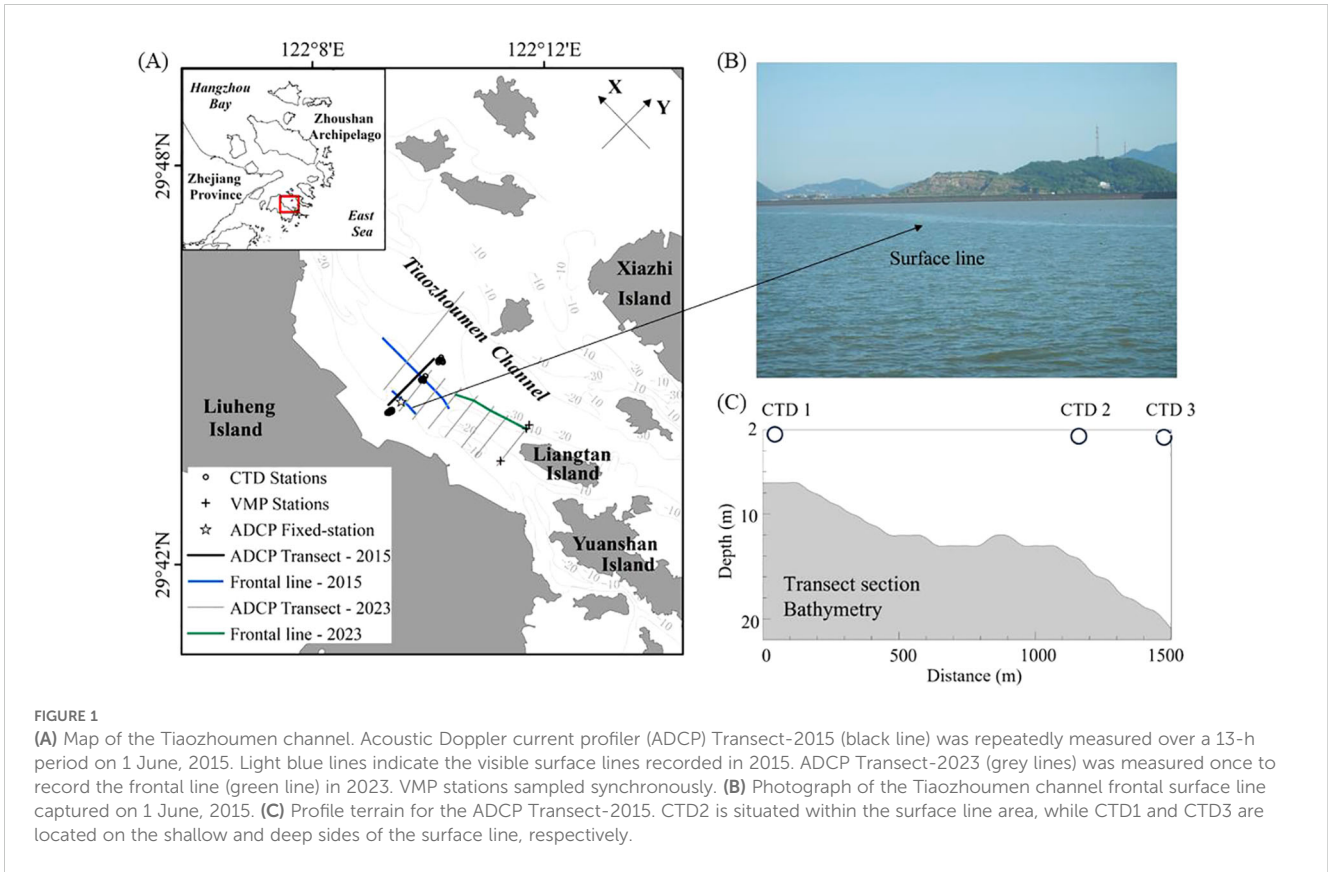 (A)
122°8'E
122°12'E
29°48'N
29°42'N
Hangzhou
Bay
Zhoushan
Archipelago
Zhejiang
Province
East
Sea
X
Y
Tiaozhoumen Channel
Xiazhi
Island
Liuheng
Island
Liangtan
Island
Yuanshan
Island
CTD Stations
VMP Stations
ADCP Fixed-station
ADCP Transect - 2015
Frontal line - 2015
ADCP Transect - 2023
Frontal line - 2023
(B)
Surface line
(C)
CTD 1
CTD 2
CTD 3
2
10
20
Depth (m)
Transect section
Bathymetry
0
500
1000
1500
Distance (m)
FIGURE 1
(A) Map of the Tiaozhoumen channel. Acoustic Doppler current profiler (ADCP) Transect-2015 (black line) was repeatedly measured over a 13-h
period on 1 June, 2015. Light blue lines indicate the visible surface lines recorded in 2015. ADCP Transect-2023 (grey lines) was measured once to
record the frontal line (green line) in 2023. VMP stations sampled synchronously. (B) Photograph of the Tiaozhoumen channel frontal surface line
captured on 1 June, 2015. (C) Profile terrain for the ADCP Transect-2015. CTD2 is situated within the surface line area, while CTD1 and CTD3 are
located on the shallow and deep sides of the surface line, respectively.